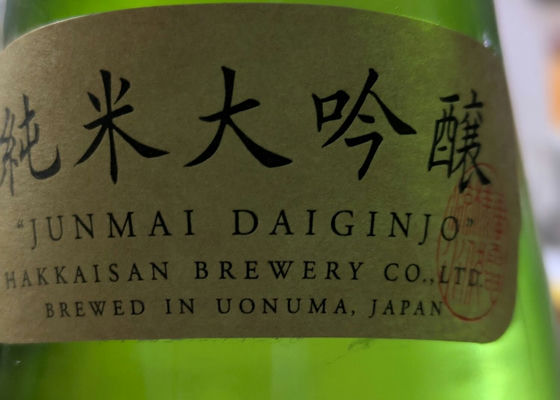 純米大吟醸
"JUNMAI DAIGINJO"
HAKKAISAN BREWERY CO.,LTD.
BREWED IN UONUMA, JAPAN